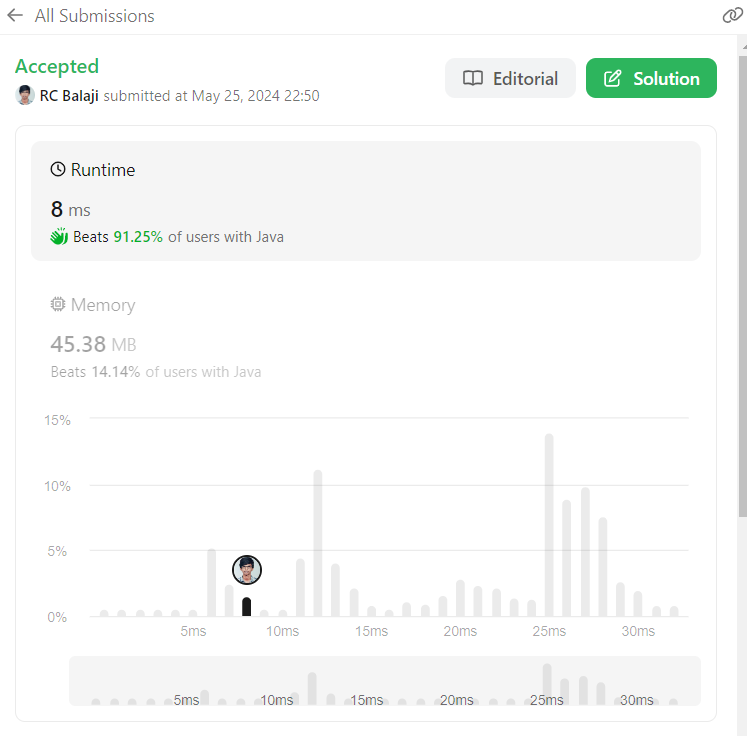 All Submissions
Accepted
RC Balaji submitted at May 25, 2024 22:50
Editorial
Solution
Runtime
8 ms
Beats 91.25% of users with Java
Memory
45.38 MB
Beats 14.14% of users with Java
15%
10%
5%
0%
5ms 10ms 15ms 20ms 25ms 30ms
5ms 10ms 15ms 20ms 25ms 30ms